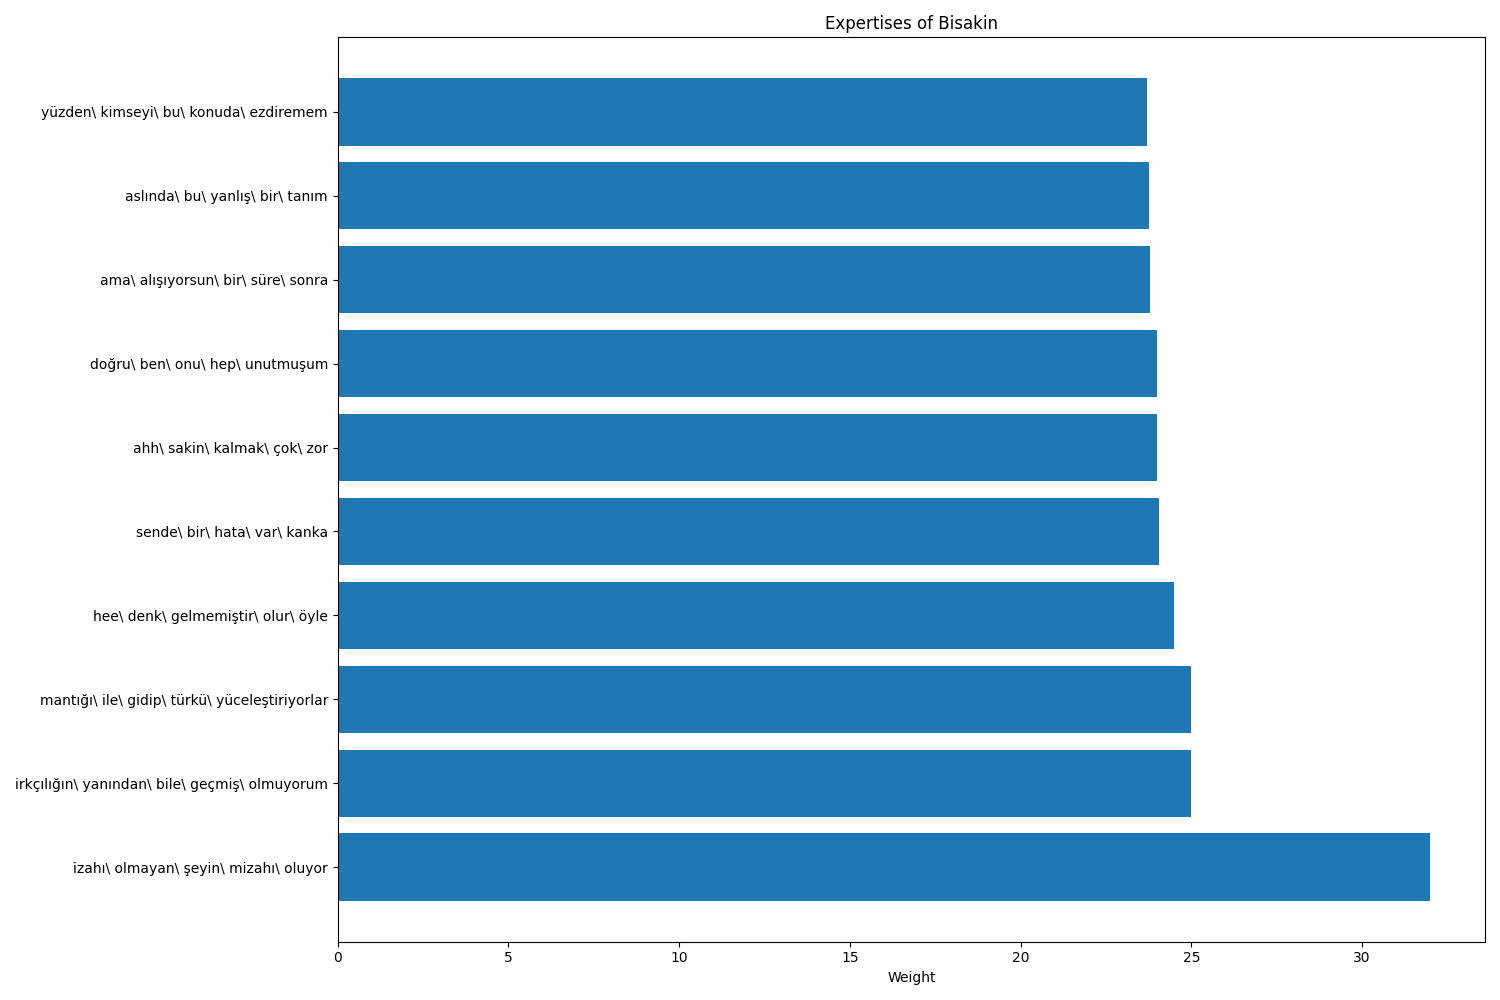 Expertises of Bisakin
yüzden\ kimseyi\ bu\ konuda\ ezdiremem
aslında\ bu\ yanlış\ bir\ tanım
ama\ alışıyorsun\ bir\ süre\ sonra
doğru\ ben\ onu\ hep\ unutmuşum
ahh\ sakin\ kalmak\ çok\ zor
sende\ bir\ hata\ var\ kanka
hee\ denk\ gelmemiştir\ olur\ öyle
mantığı\ ile\ gidip\ türkü\ yüceleştiriyorlar
irkçılığın\ yanından\ bile\ geçmiş\ olmuyorum
izahı\ olmayan\ şeyin\ mizahı\ oluyor
0 5 10 15 20 25 30
Weight